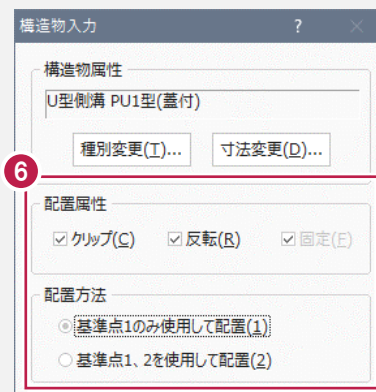 構造物入力 ?
構造物属性
U型側溝 PU1型(蓋付)
種別変更(T)... 寸法変更(D)...
6
配置属性
クリップ(C) 反転(R) 固定(F)
配置方法
基準点1のみ使用して配置(1)
基準点1、2を使用して配置(2)